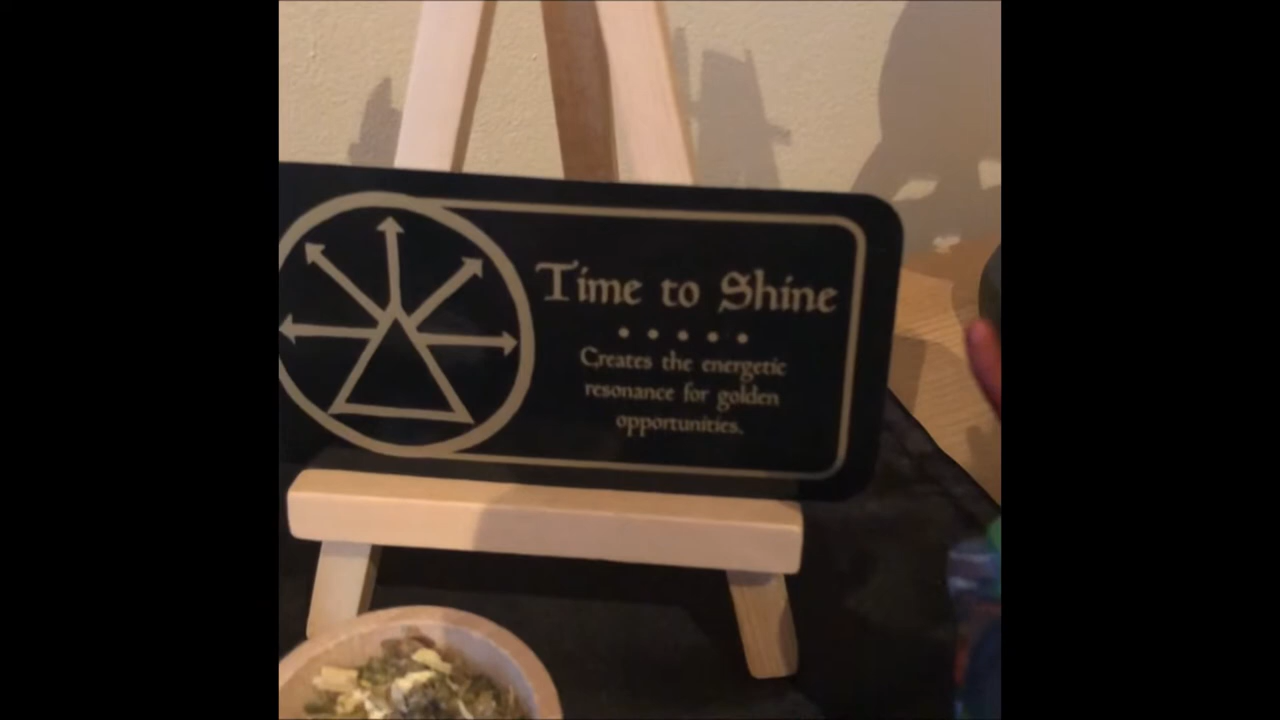 Time to Shine
Creates the energetic
resonance for golden
opportunities.